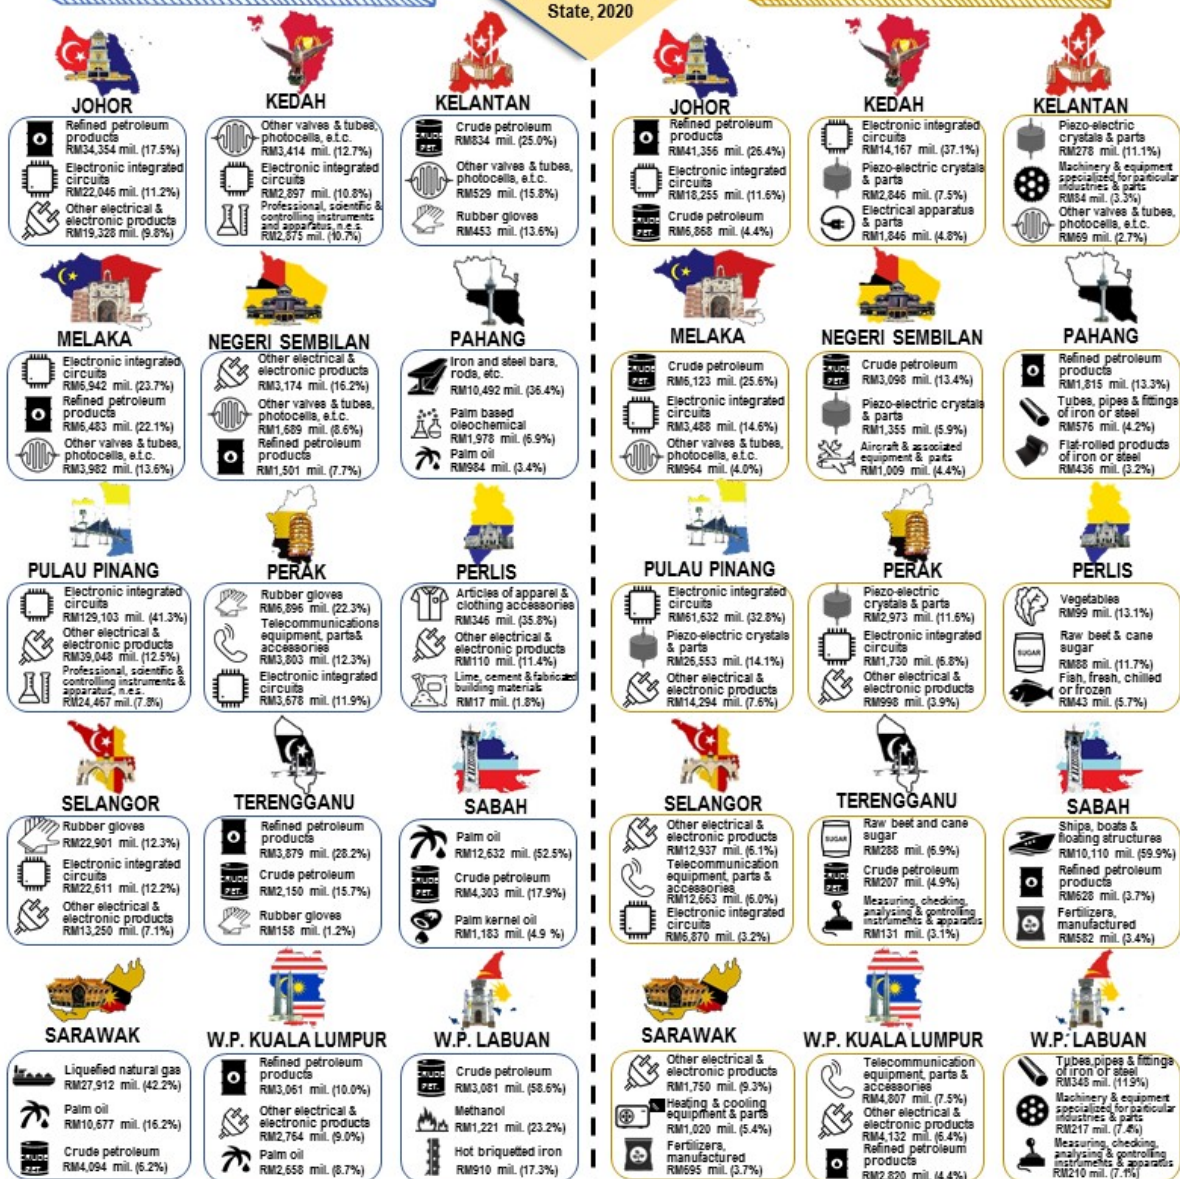 State, 2020
JOHOR
Refined petroleum
products
RM34,354 mil. (17.5%)
Electronic integrated
circuits
RM22,046 mil. (11.2%)
Other electrical &
electronic products
RM19,328 mil. (9.8%)
KEDAH
Other valves & tubes,
photocells, e.t.c.
RM3,414 mil. (12.7%)
Electronic integrated
circuits
RM2,897 mil. (10.8%)
Professional, scientific &
controlling instruments
and apparatus, n.e.s.
RM2,875 mil. (10.7%)
KELANTAN
CRUDE
PET.
Crude petroleum
RM834 mil. (25.0%)
Other valves & tubes,
photocells, e.t.c.
RM529 mil. (15.8%)
Rubber gloves
RM453 mil. (13.6%)
MELAKA
Electronic integrated
circuits
RM6,942 mil. (23.7%)
Refined petroleum
products
RM6,483 mil. (22.1%)
Other valves & tubes,
photocells, e.t.c.
RM3,982 mil. (13.6%)
NEGERI SEMBILAN
Other electrical &
electronic products
RM3,174 mil. (16.2%)
Other valves & tubes,
photocells, e.t.c.
RM1,689 mil. (8.6%)
Refined petroleum
products
RM1,501 mil. (7.7%)
PAHANG
Iron and steel bars,
rods, etc.
RM10,492 mil. (36.4%)
Palm based
oleochemical
RM1,978 mil. (6.9%)
Palm oil
RM984 mil. (3.4%)
PULAU PINANG
Electronic integrated
circuits
RM129,103 mil. (41.3%)
Other electrical &
electronic products
RM39,048 mil. (12.5%)
Professional, scientific &
controlling instruments &
apparatus, n.e.s.
RM24,467 mil. (7.8%)
PERAK
Rubber gloves
RM6,896 mil. (22.3%)
Telecommunications
equipment, parts&
accessories
RM3,803 mil. (12.3%)
Electronic integrated
circuits
RM3,678 mil. (11.9%)
PERLIS
Articles of apparel &
clothing accessories
RM346 mil. (35.8%)
Other electrical &
electronic products
RM110 mil. (11.4%)
Lime, cement & fabricated
building materials
RM17 mil. (1.8%)
SELANGOR
Rubber gloves
RM22,901 mil. (12.3%)
Electronic integrated
circuits
RM22,611 mil. (12.2%)
Other electrical &
electronic products
RM13,250 mil. (7.1%)
TERENGGANU
Refined petroleum
products
RM3,879 mil. (28.2%)
CRUDE
PET.
Crude petroleum
RM2,150 mil. (15.7%)
Rubber gloves
RM158 mil. (1.2%)
SABAH
Palm oil
RM12,632 mil. (52.5%)
CRUDE
PET.
Crude petroleum
RM4,303 mil. (17.9%)
Palm kernel oil
RM1,183 mil. (4.9 %)
SARAWAK
Liquefied natural gas
RM27,912 mil. (42.2%)
Palm oil
RM10,677 mil. (16.2%)
CRUDE
PET.
Crude petroleum
RM4,094 mil. (6.2%)
W.P. KUALA LUMPUR
Refined petroleum
products
RM3,061 mil. (10.0%)
Other electrical &
electronic products
RM2,764 mil. (9.0%)
Palm oil
RM2,658 mil. (8.7%)
W.P. LABUAN
CRUDE
PET.
Crude petroleum
RM3,081 mil. (58.6%)
Methanol
RM1,221 mil. (23.2%)
Hot briquetted iron
RM910 mil. (17.3%)
JOHOR
Refined petroleum
products
RM41,356 mil. (26.4%)
Electronic integrated
circuits
RM18,255 mil. (11.6%)
CRUDE
PET.
Crude petroleum
RM6,868 mil. (4.4%)
KEDAH
Electronic integrated
circuits
RM14,167 mil. (37.1%)
Piezo-electric crystals
& parts
RM2,846 mil. (7.5%)
Electrical apparatus
& parts
RM1,846 mil. (4.8%)
KELANTAN
Piezo-electric
crystals & parts
RM278 mil. (11.1%)
Machinery & equipment
specialized for particular
industries & parts
RM84 mil. (3.3%)
Other valves & tubes,
photocells, e.t.c.
RM69 mil. (2.7%)
MELAKA
CRUDE
PET.
Crude petroleum
RM6,123 mil. (25.6%)
Electronic integrated
circuits
RM3,488 mil. (14.6%)
Other valves & tubes,
photocells, e.t.c.
RM964 mil. (4.0%)
NEGERI SEMBILAN
CRUDE
PET.
Crude petroleum
RM3,098 mil. (13.4%)
Piezo-electric crystals
& parts
RM1,355 mil. (5.9%)
Aircraft & associated
equipment & parts
RM1,009 mil. (4.4%)
PAHANG
Refined petroleum
products
RM1,815 mil. (13.3%)
Tubes, pipes & fittings
of iron or steel
RM576 mil. (4.2%)
Flat-rolled products
of iron or steel
RM436 mil. (3.2%)
PULAU PINANG
Electronic integrated
circuits
RM61,632 mil. (32.8%)
Piezo-electric crystals
& parts
RM26,553 mil. (14.1%)
Other electrical &
electronic products
RM14,294 mil. (7.6%)
PERAK
Piezo-electric
crystals & parts
RM2,973 mil. (11.6%)
Electronic integrated
circuits
RM1,730 mil. (6.8%)
Other electrical &
electronic products
RM998 mil. (3.9%)
PERLIS
Vegetables
RM99 mil. (13.1%)
SUGAR
Raw beet & cane
sugar
RM88 mil. (11.7%)
Fish, fresh, chilled
or frozen
RM43 mil. (5.7%)
SELANGOR
Other electrical &
electronic products
RM12,937 mil. (6.1%)
Telecommunication
equipment, parts &
accessories
RM12,663 mil. (6.0%)
Electronic integrated
circuits
RM6,870 mil. (3.2%)
TERENGGANU
SUGAR
Raw beet and cane
sugar
RM288 mil. (6.9%)
CRUDE
PET.
Crude petroleum
RM207 mil. (4.9%)
Measuring, checking,
analysing & controlling
instruments & apparatus
RM131 mil. (3.1%)
SABAH
Ships, boats &
floating structures
RM10,110 mil. (59.9%)
Refined petroleum
products
RM628 mil. (3.7%)
Fertilizers,
manufactured
RM582 mil. (3.4%)
SARAWAK
Other electrical &
electronic products
RM1,750 mil. (9.3%)
Heating & cooling
equipment & parts
RM1,020 mil. (5.4%)
Fertilizers,
manufactured
RM695 mil. (3.7%)
W.P. KUALA LUMPUR
Telecommunication
equipment, parts &
accessories
RM4,807 mil. (7.5%)
Other electrical &
electronic products
RM4,132 mil. (6.4%)
Refined petroleum
products
RM2,820 mil. (4.4%)
W.P. LABUAN
Tubes,pipes & fittings
of iron or steel
RM348 mil. (11.9%)
Machinery & equipment
specialized for particular
industries & parts
RM217 mil. (7.4%)
Measuring, checking,
analysing & controlling
instruments & apparatus
RM210 mil. (7.1%)